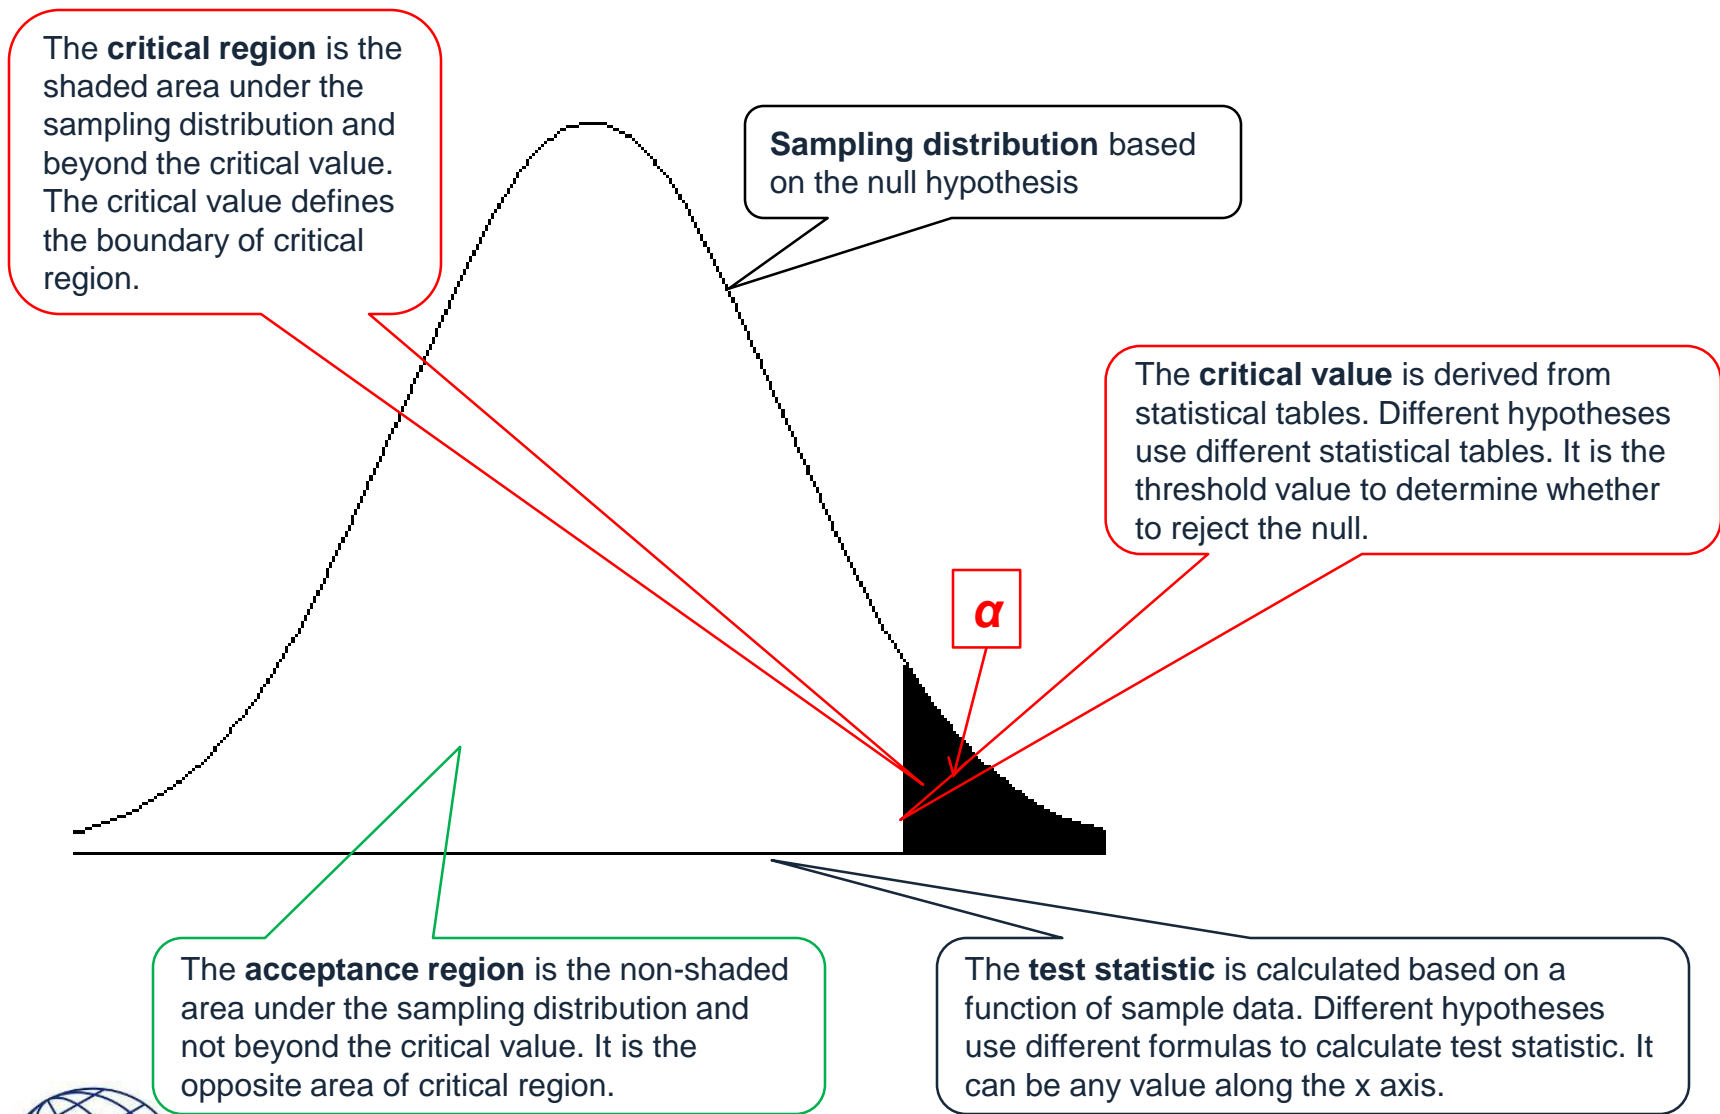 The critical region is the
shaded area under the
sampling distribution and
beyond the critical value.
The critical value defines
the boundary of critical
region.
Sampling distribution based
on the null hypothesis
The critical value is derived from
statistical tables. Different hypotheses
use different statistical tables. It is the
threshold value to determine whether
to reject the null.
α
The acceptance region is the non-shaded
area under the sampling distribution and
not beyond the critical value. It is the
opposite area of critical region.
The test statistic is calculated based on a
function of sample data. Different hypotheses
use different formulas to calculate test statistic. It
can be any value along the x axis.